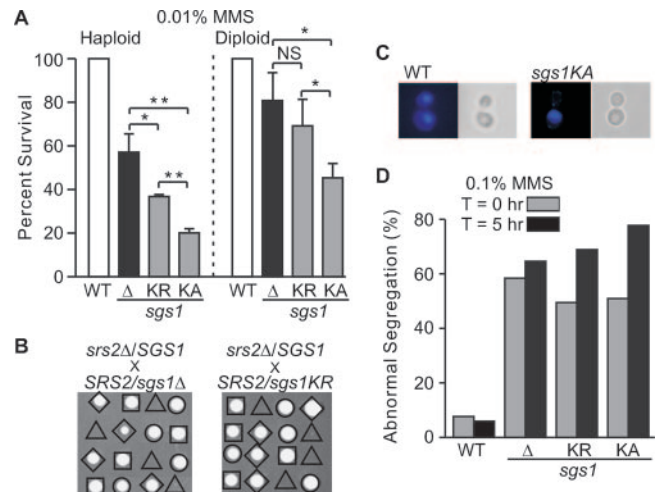 A
0.01% MMS
Haploid
Diploid
*
NS
**
*
*
**
Percent Survival
100
80
60
40
20
0
WT Δ KR KA WT Δ KR KA
sgs1 sgs1
B
srs2Δ/SGS1
X
SRS2/sgs1Δ
srs2Δ/SGS1
X
SRS2/sgs1KR
C
WT sgs1KA
D
0.1% MMS
T = 0 hr
T = 5 hr
Abnormal Segregation (%)
80
60
40
20
0
WT Δ KR KA
sgs1